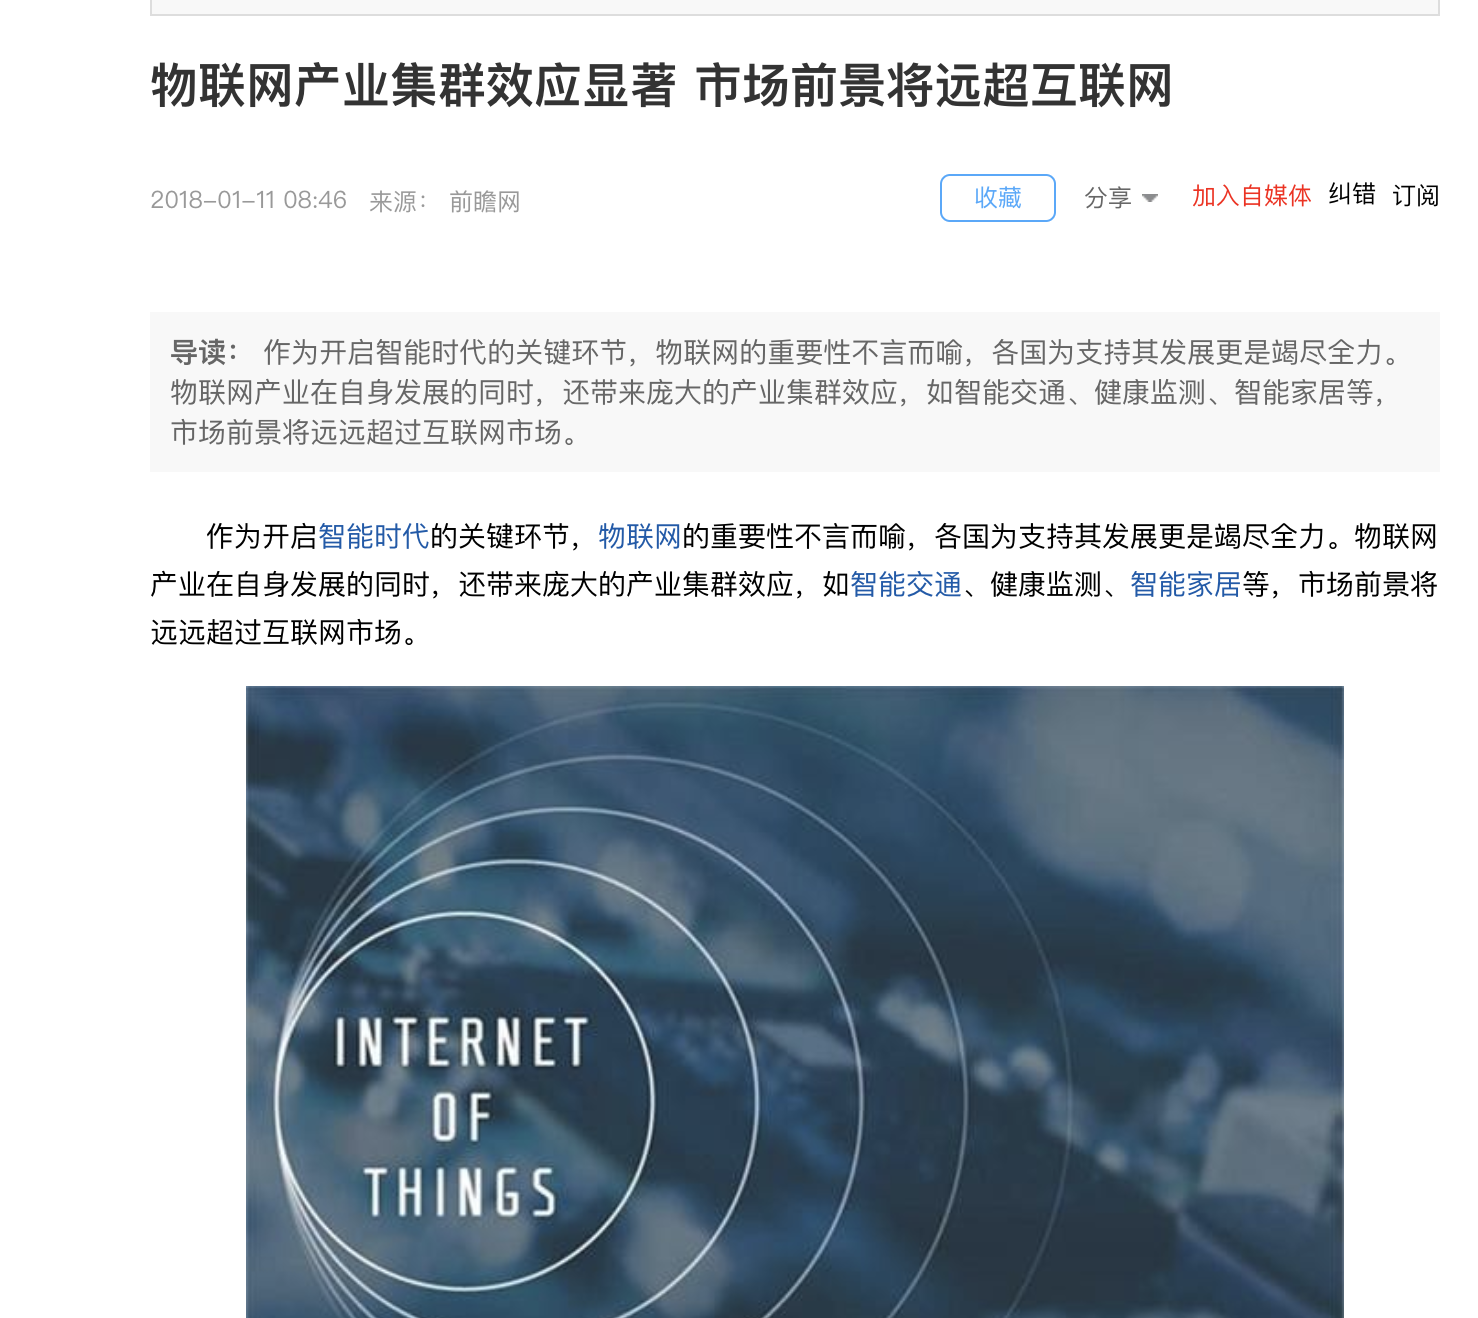 物联网产业集群效应显著 市场前景将远超互联网
2018-01-11 08:46 来源： 前瞻网 收藏 分享 加入自媒体 纠错 订阅
导读： 作为开启智能时代的关键环节，物联网的重要性不言而喻，各国为支持其发展更是竭尽全力。
物联网产业在自身发展的同时，还带来庞大的产业集群效应，如智能交通、健康监测、智能家居等，
市场前景将远远超过互联网市场。
作为开启智能时代的关键环节，物联网的重要性不言而喻，各国为支持其发展更是竭尽全力。物联网
产业在自身发展的同时，还带来庞大的产业集群效应，如智能交通、健康监测、智能家居等，市场前景将
远远超过互联网市场。
INTERNET
OF
THINGS